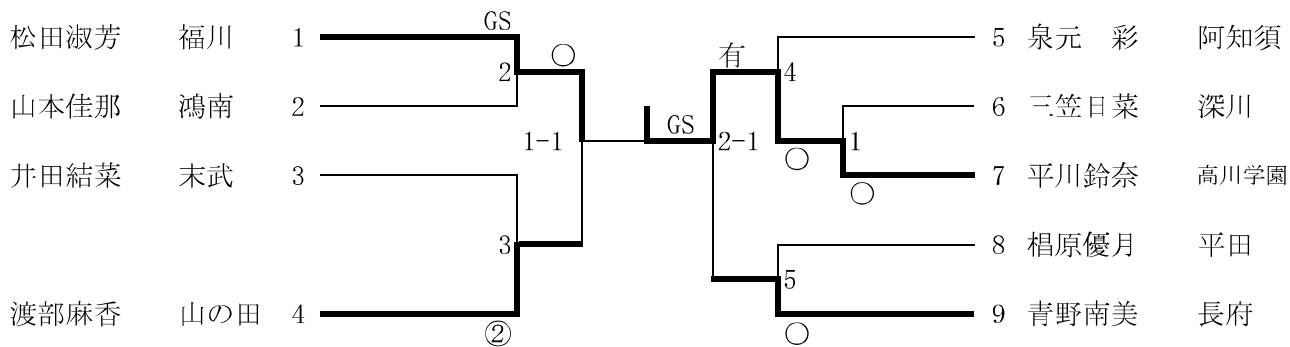 GS
松田淑芳 福川 1
○
2
山本佳那 鴻南 2
1-1
井田結菜 末武 3
3
渡部麻香 山の田 4
②
GS
有
5 泉元 彩 阿知須
4
6 三笠日菜 深川
2-1
1
○
7 平川鈴奈 高川学園
○
8 椙原優月 平田
5
9 青野南美 長府
○